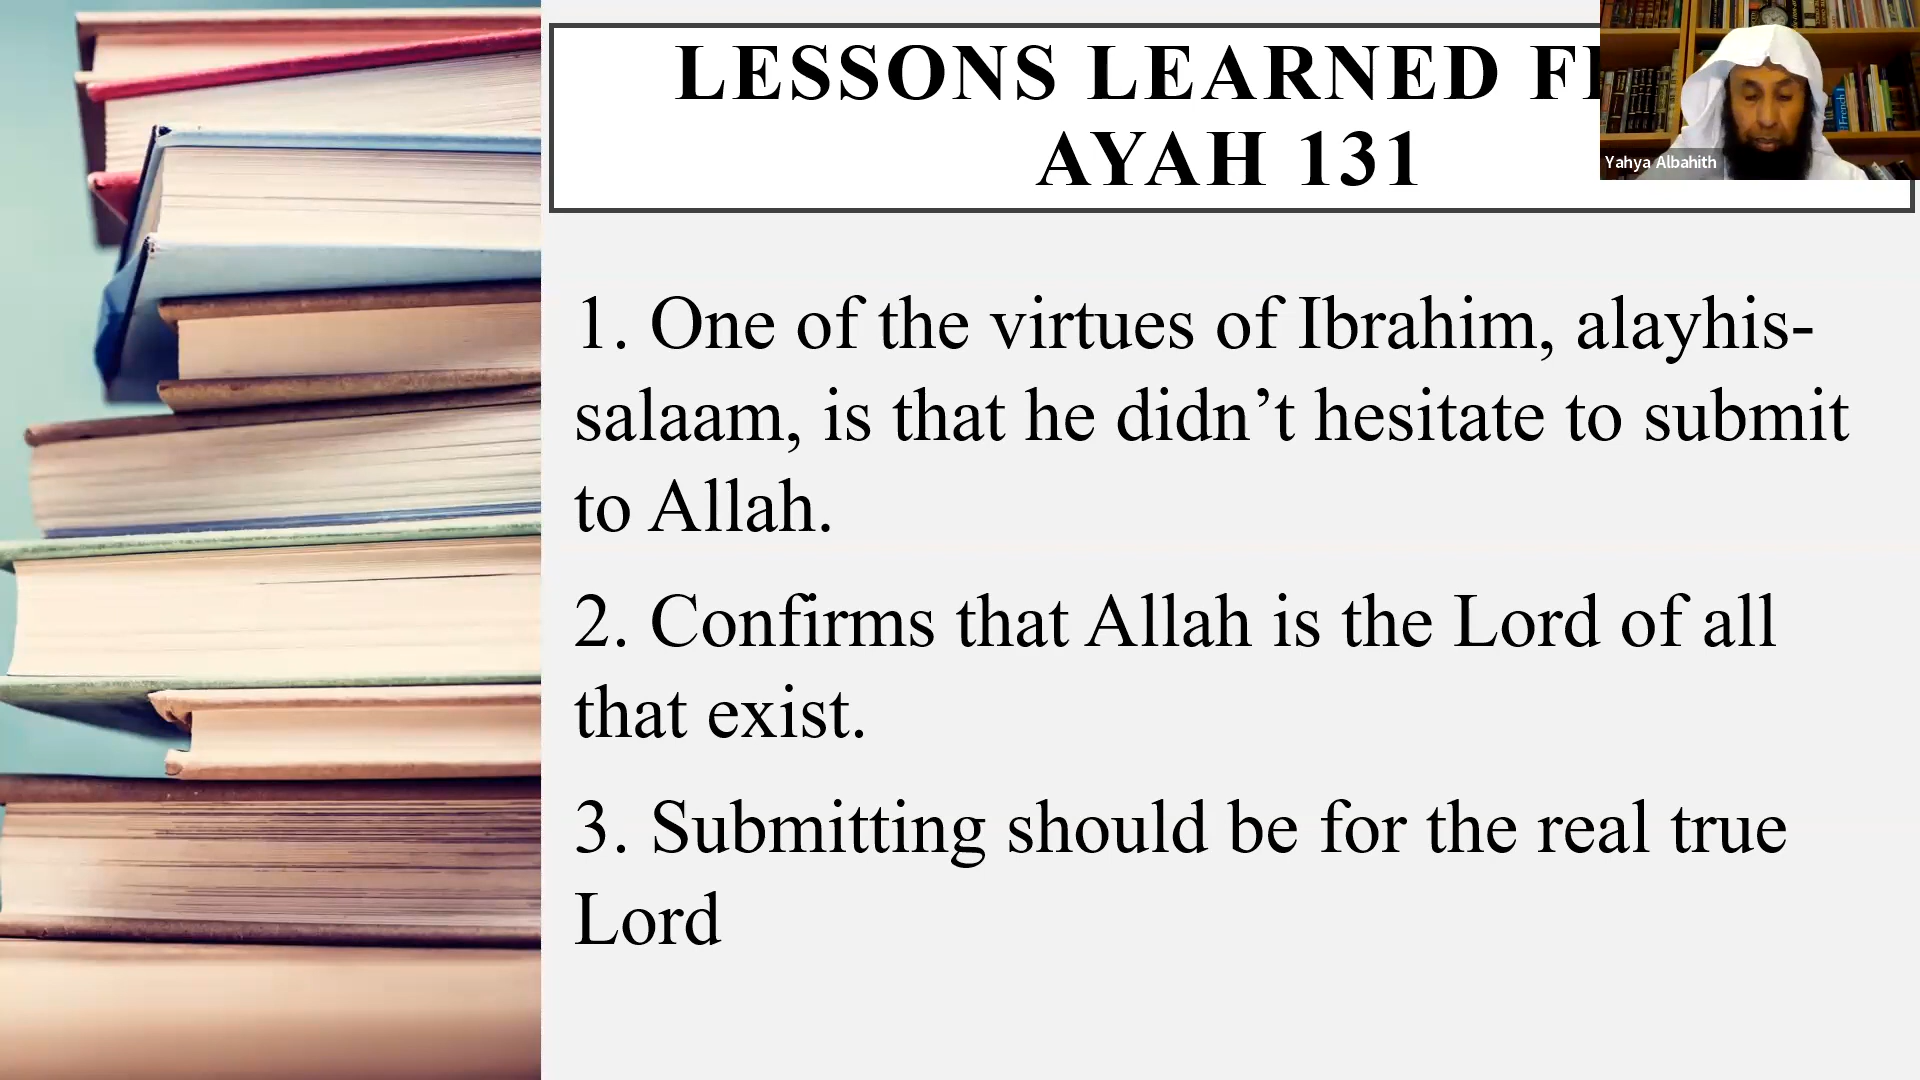 LESSONS LEARNED
AYAH 131
Yahya Albahith
1. One of the virtues of Ibrahim, alayhis-
salaam, is that he didn’t hesitate to submit
to Allah.
2. Confirms that Allah is the Lord of all
that exist.
3. Submitting should be for the real true
Lord
French